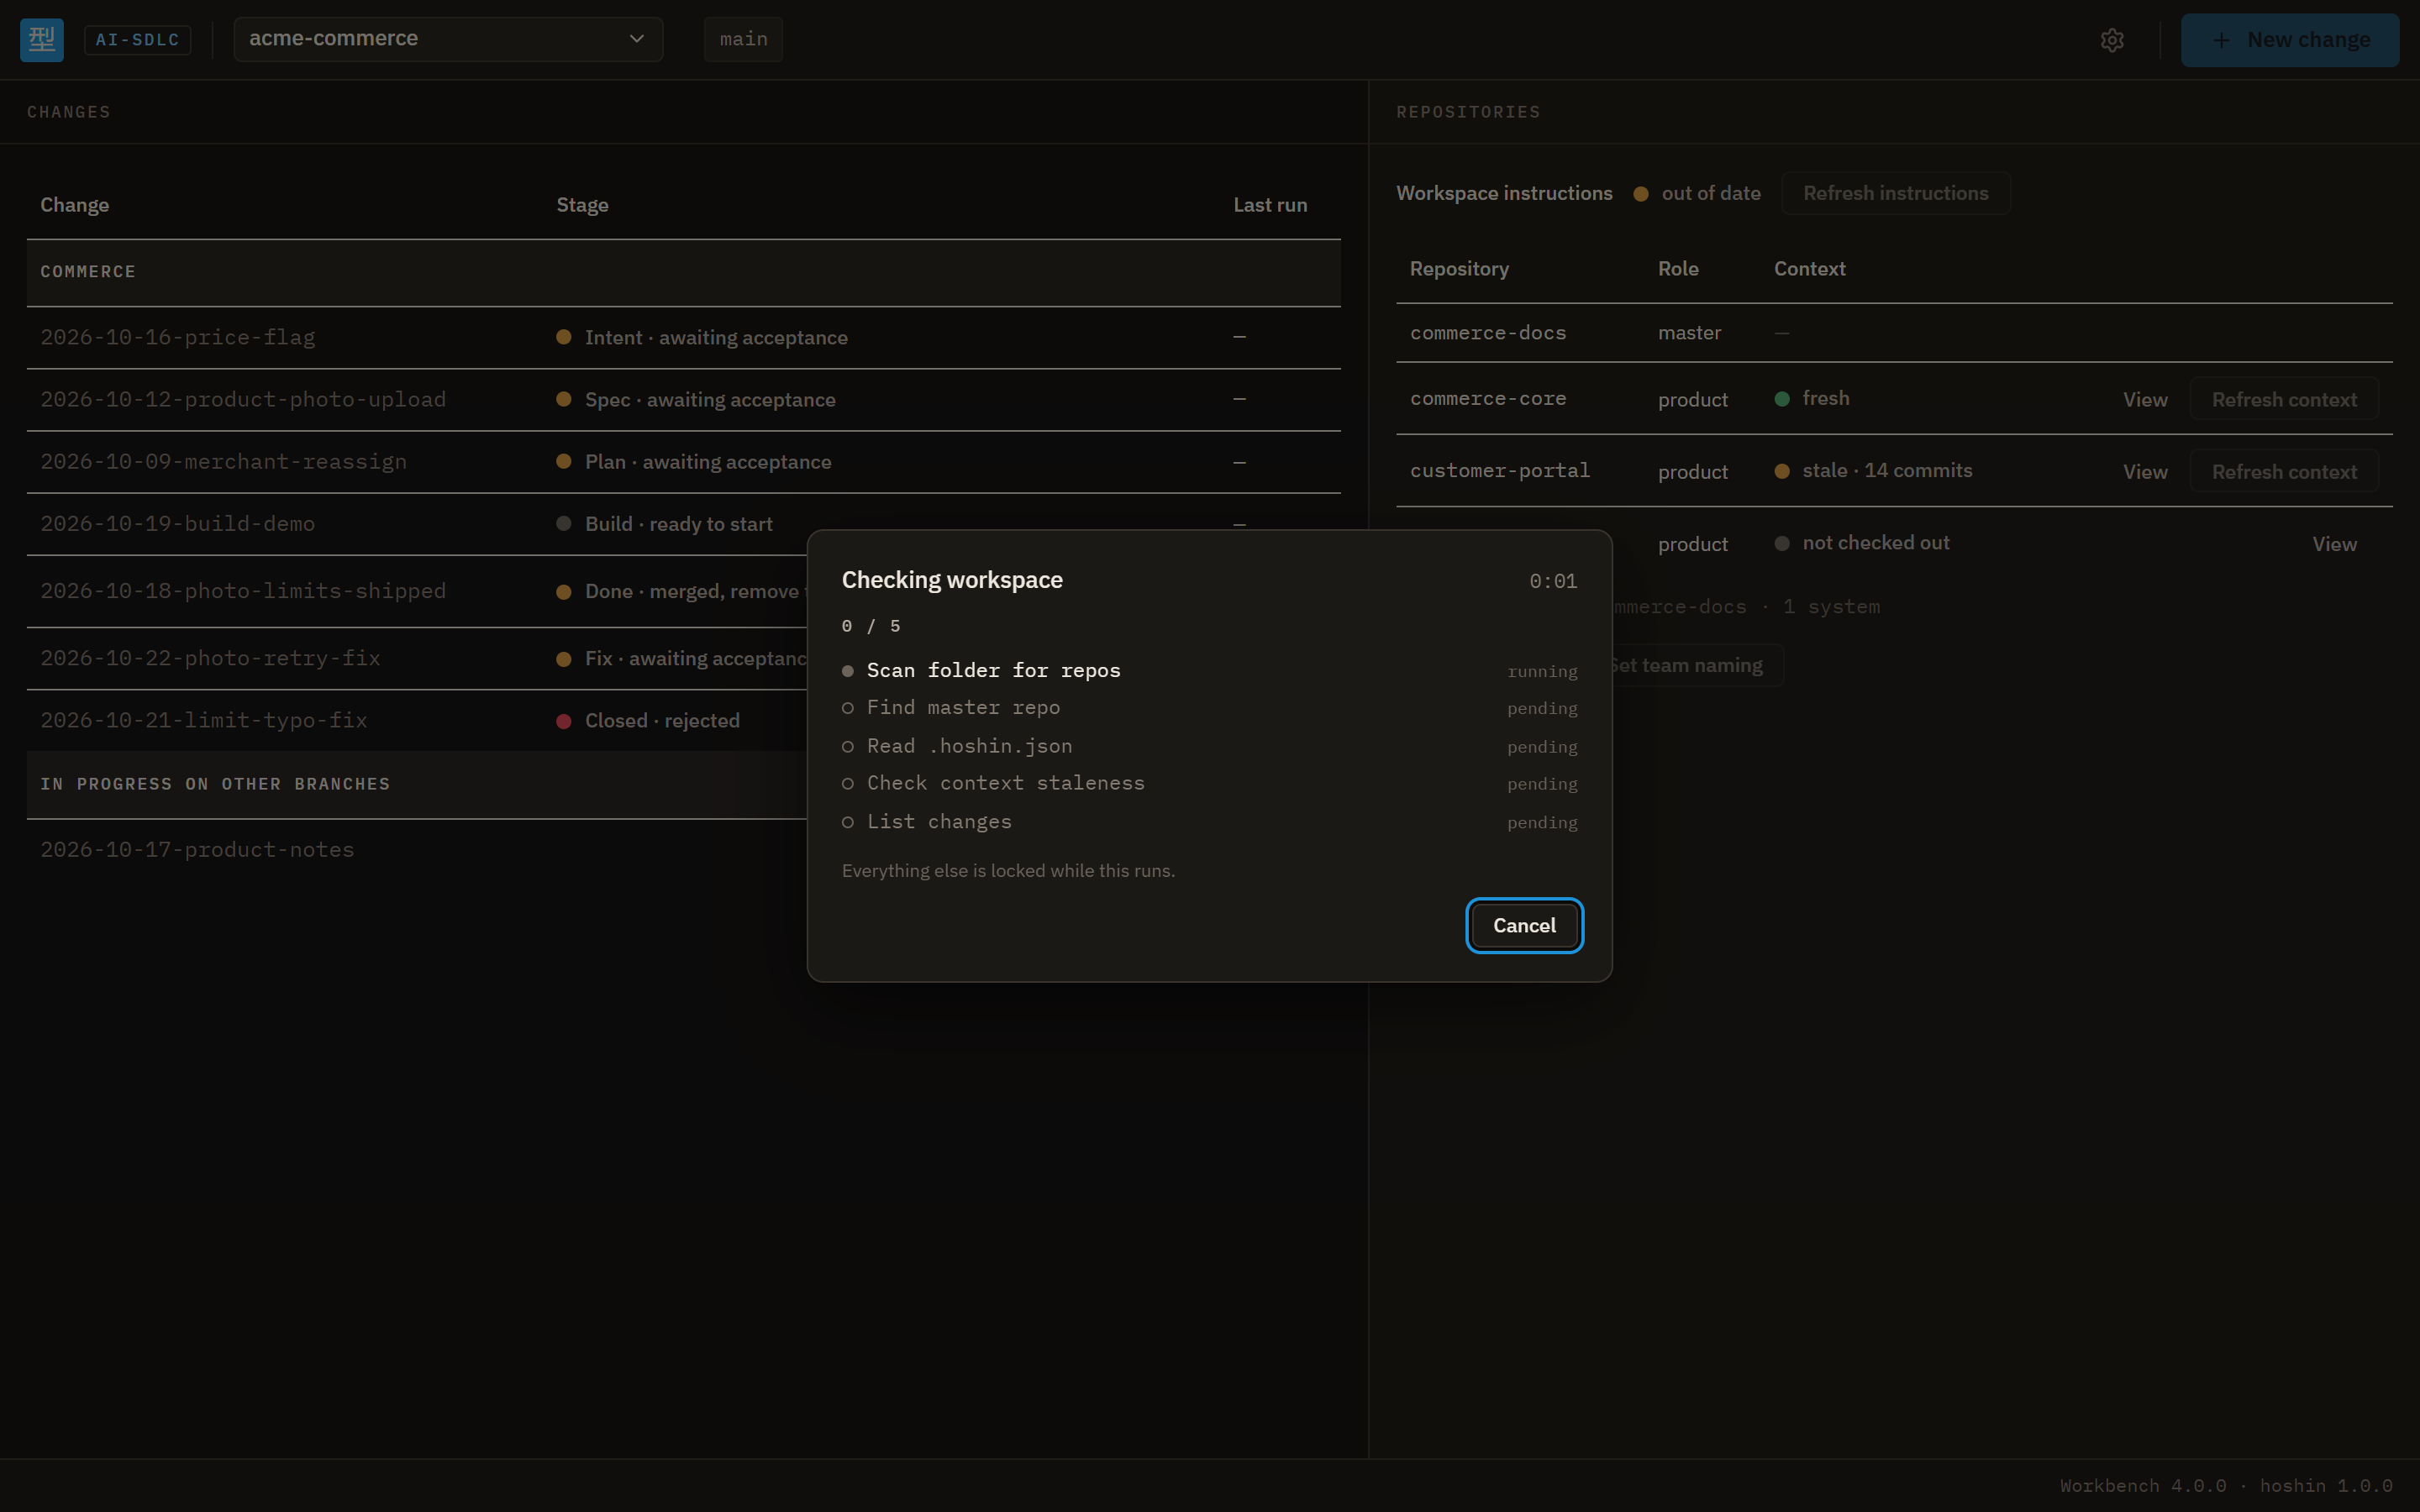 型 AI-SDLC acme-commerce main New change
CHANGES
Change Stage Last run
COMMERCE
2026-10-16-price-flag Intent · awaiting acceptance —
2026-10-12-product-photo-upload Spec · awaiting acceptance —
2026-10-09-merchant-reassign Plan · awaiting acceptance —
2026-10-19-build-demo Build · ready to start —
2026-10-18-photo-limits-shipped Done · merged, remove
2026-10-22-photo-retry-fix Fix · awaiting acceptanc
2026-10-21-limit-typo-fix Closed · rejected
IN PROGRESS ON OTHER BRANCHES
2026-10-17-product-notes
REPOSITORIES
Workspace instructions out of date Refresh instructions
Repository Role Context
commerce-docs master —
commerce-core product fresh View Refresh context
customer-portal product stale · 14 commits View Refresh context
product not checked out View
mmerce-docs · 1 system
Set team naming
Checking workspace 0:01
0 / 5
Scan folder for repos running
Find master repo pending
Read .hoshin.json pending
Check context staleness pending
List changes pending
Everything else is locked while this runs.
Cancel
Workbench 4.0.0 · hoshin 1.0.0